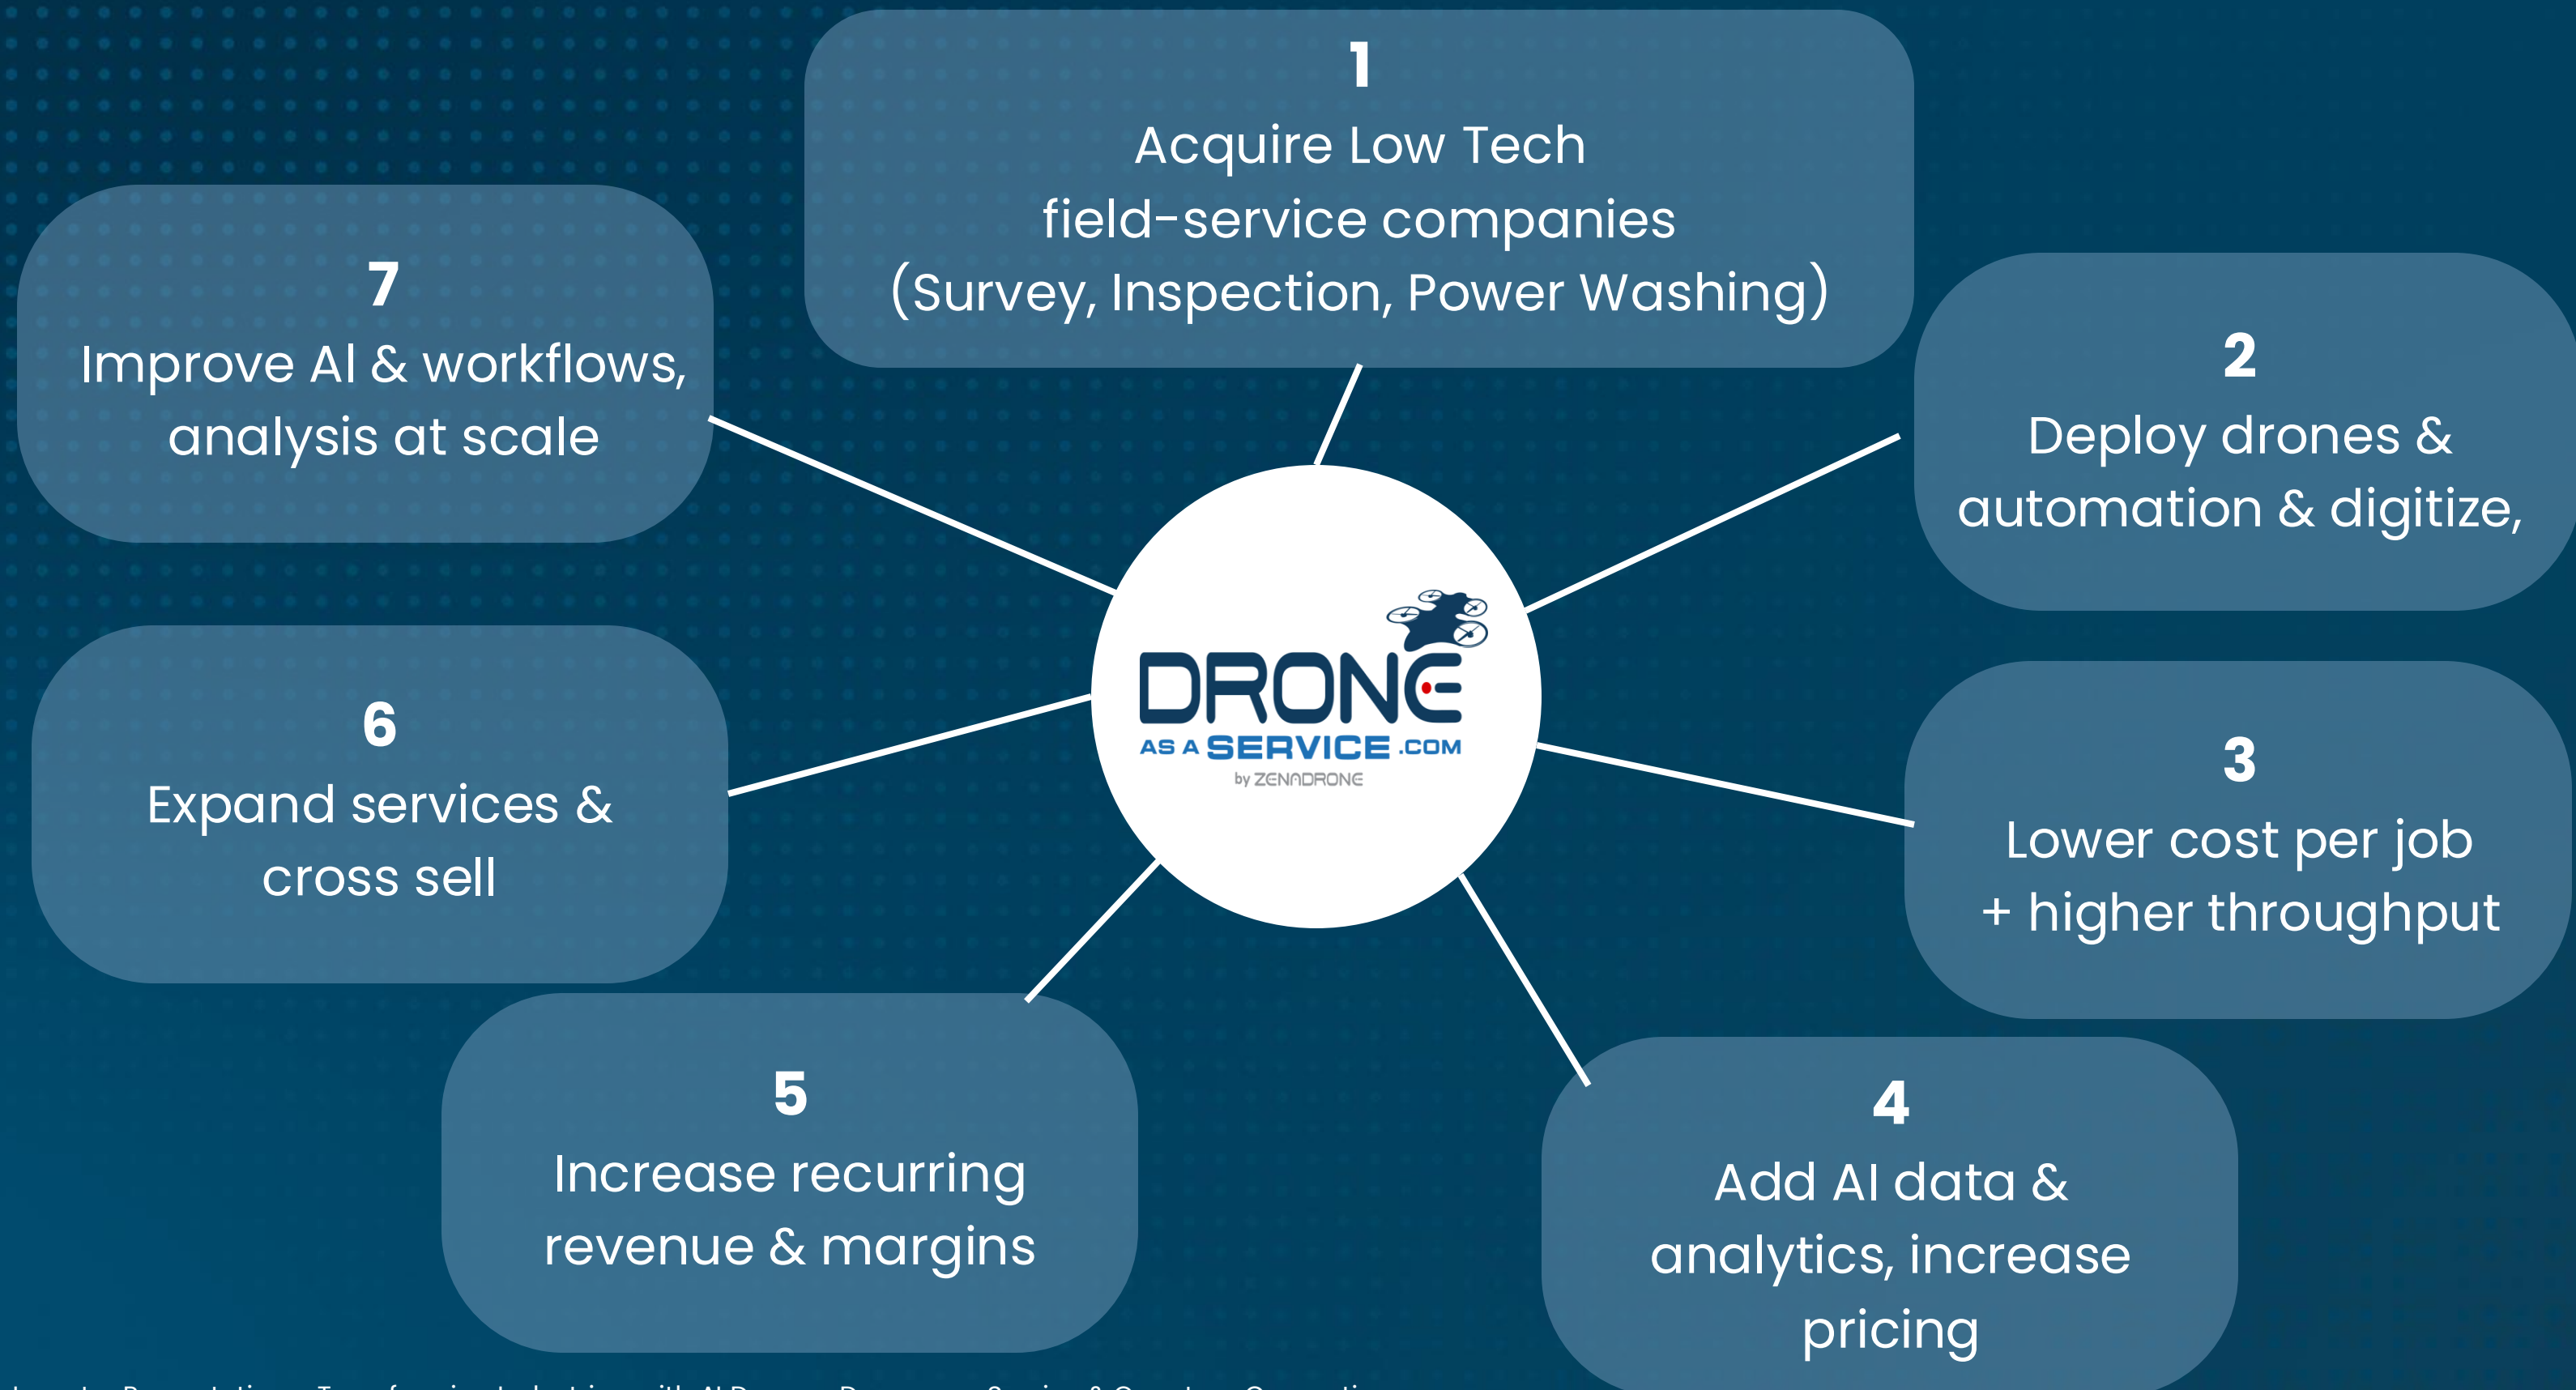 1
Acquire Low Tech
field-service companies
(Survey, Inspection, Power Washing)
2
Deploy drones &
automation & digitize,
3
Lower cost per job
+ higher throughput
4
Add AI data &
analytics, increase
pricing
5
Increase recurring
revenue & margins
6
Expand services &
cross sell
7
Improve AI & workflows,
analysis at scale
DRONE
AS A SERVICE .COM
by ZENADRONE